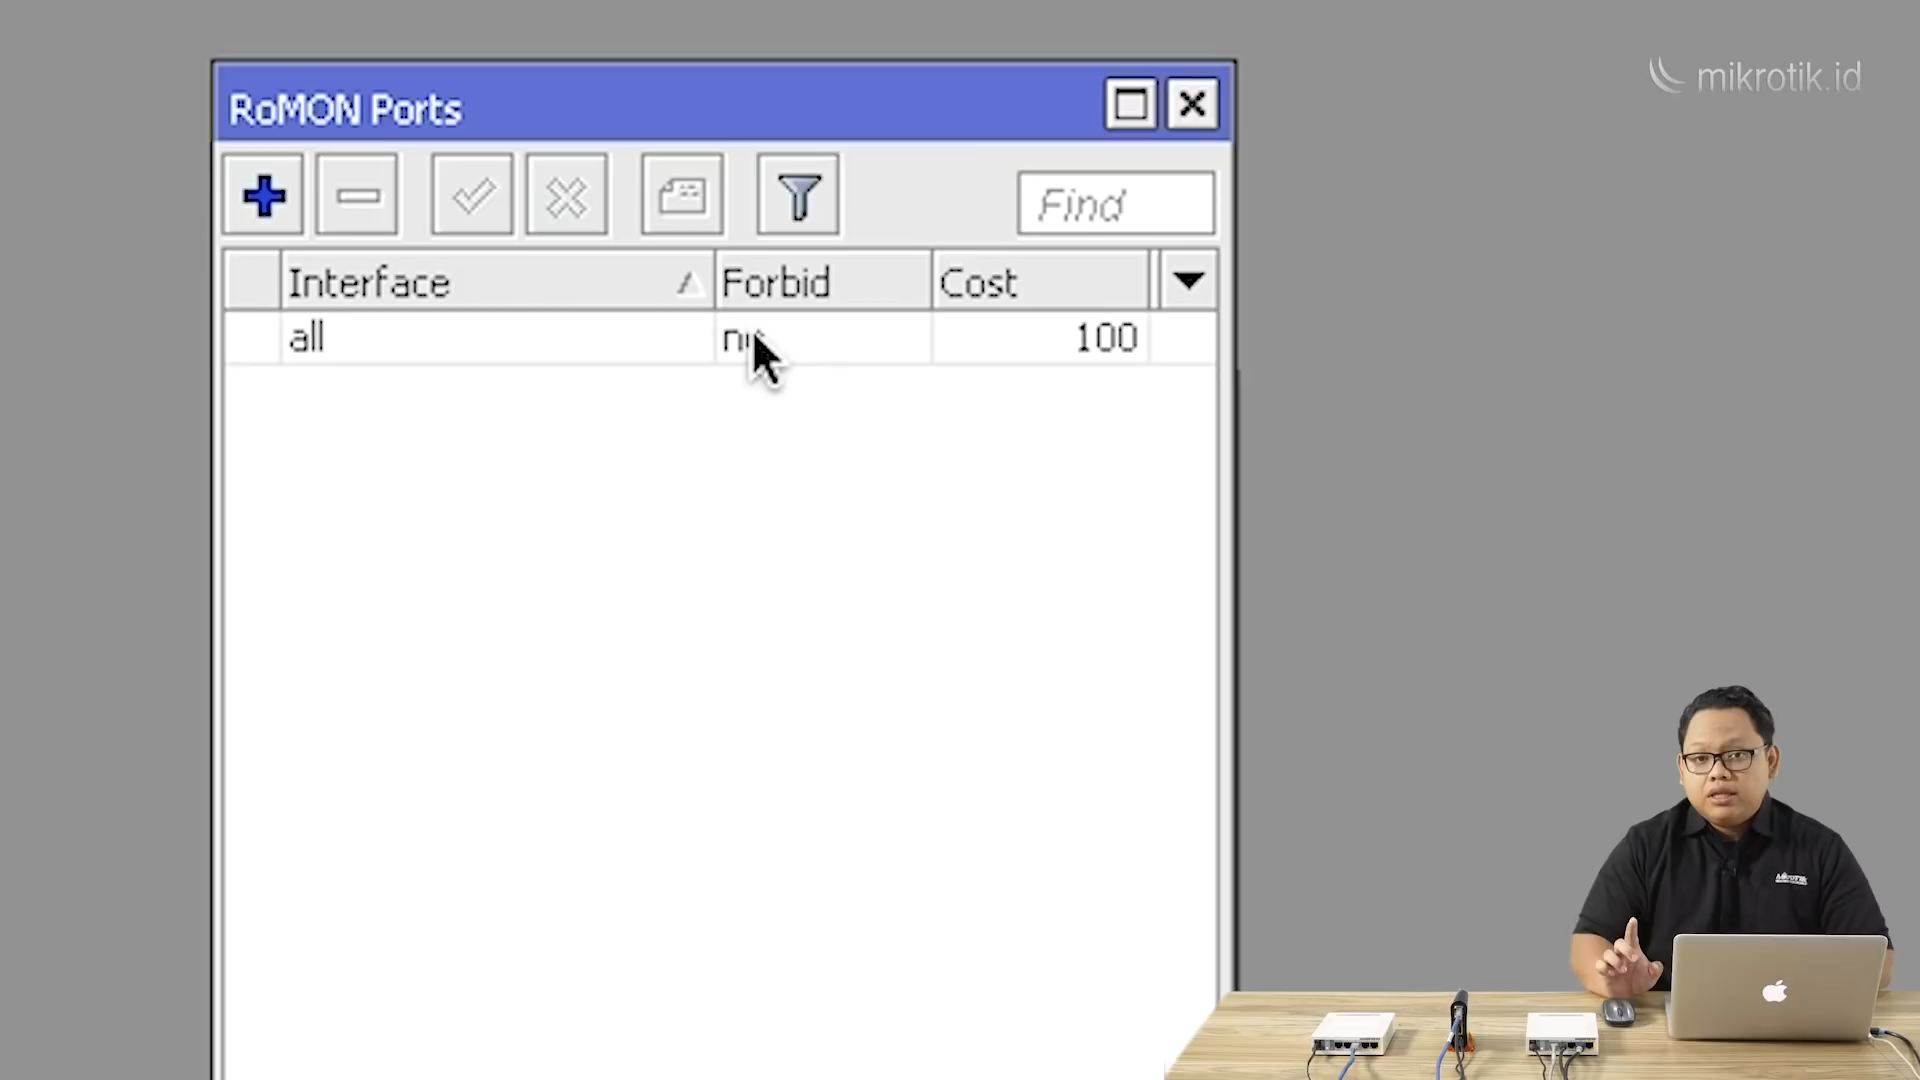 mikrotik.id
RoMON Ports
Find
Interface Forbid Cost
all 100